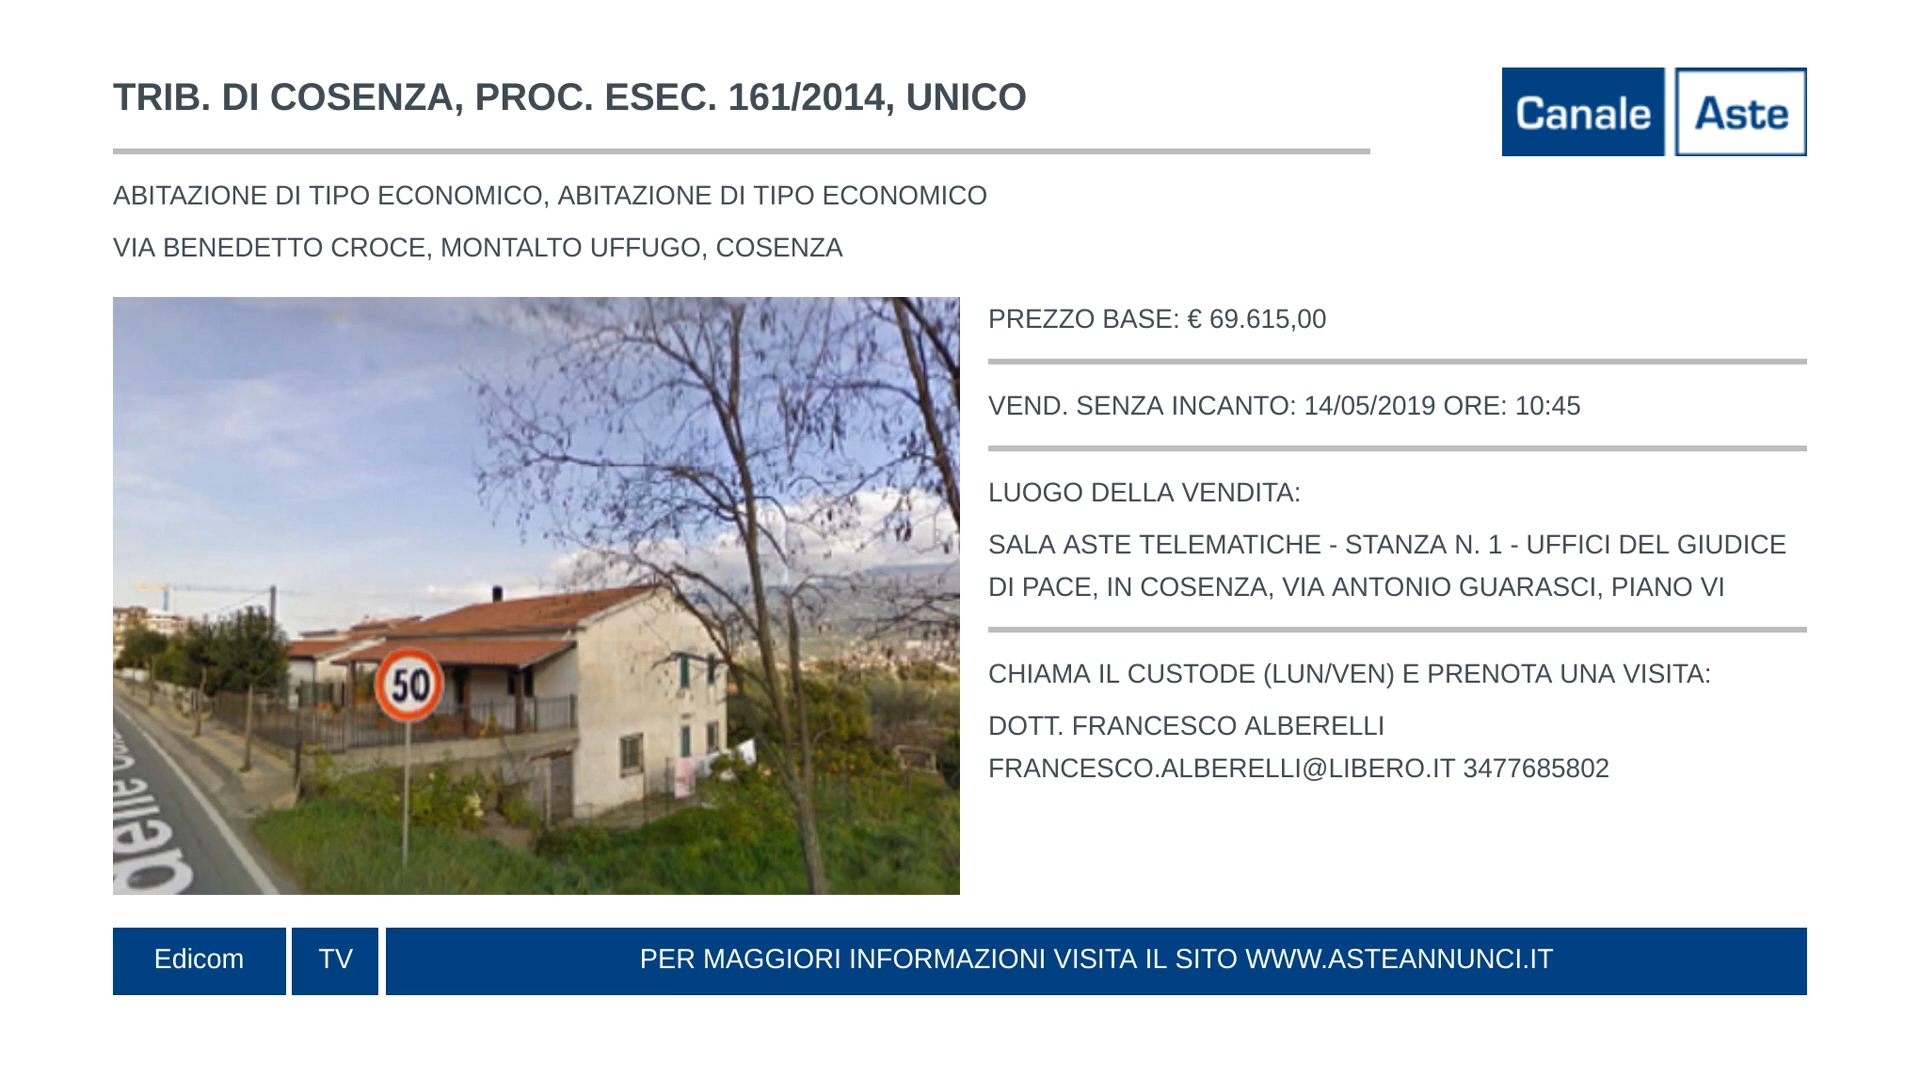 TRIB. DI COSENZA, PROC. ESEC. 161/2014, UNICO
Canale Aste
ABITAZIONE DI TIPO ECONOMICO, ABITAZIONE DI TIPO ECONOMICO
VIA BENEDETTO CROCE, MONTALTO UFFUGO, COSENZA
50
PREZZO BASE: € 69.615,00
VEND. SENZA INCANTO: 14/05/2019 ORE: 10:45
LUOGO DELLA VENDITA:
SALA ASTE TELEMATICHE - STANZA N. 1 - UFFICI DEL GIUDICE
DI PACE, IN COSENZA, VIA ANTONIO GUARASCI, PIANO VI
CHIAMA IL CUSTODE (LUN/VEN) E PRENOTA UNA VISITA:
DOTT. FRANCESCO ALBERELLI
FRANCESCO.ALBERELLI@LIBERO.IT 3477685802
Edicom TV PER MAGGIORI INFORMAZIONI VISITA IL SITO WWW.ASTEANNUNCI.IT